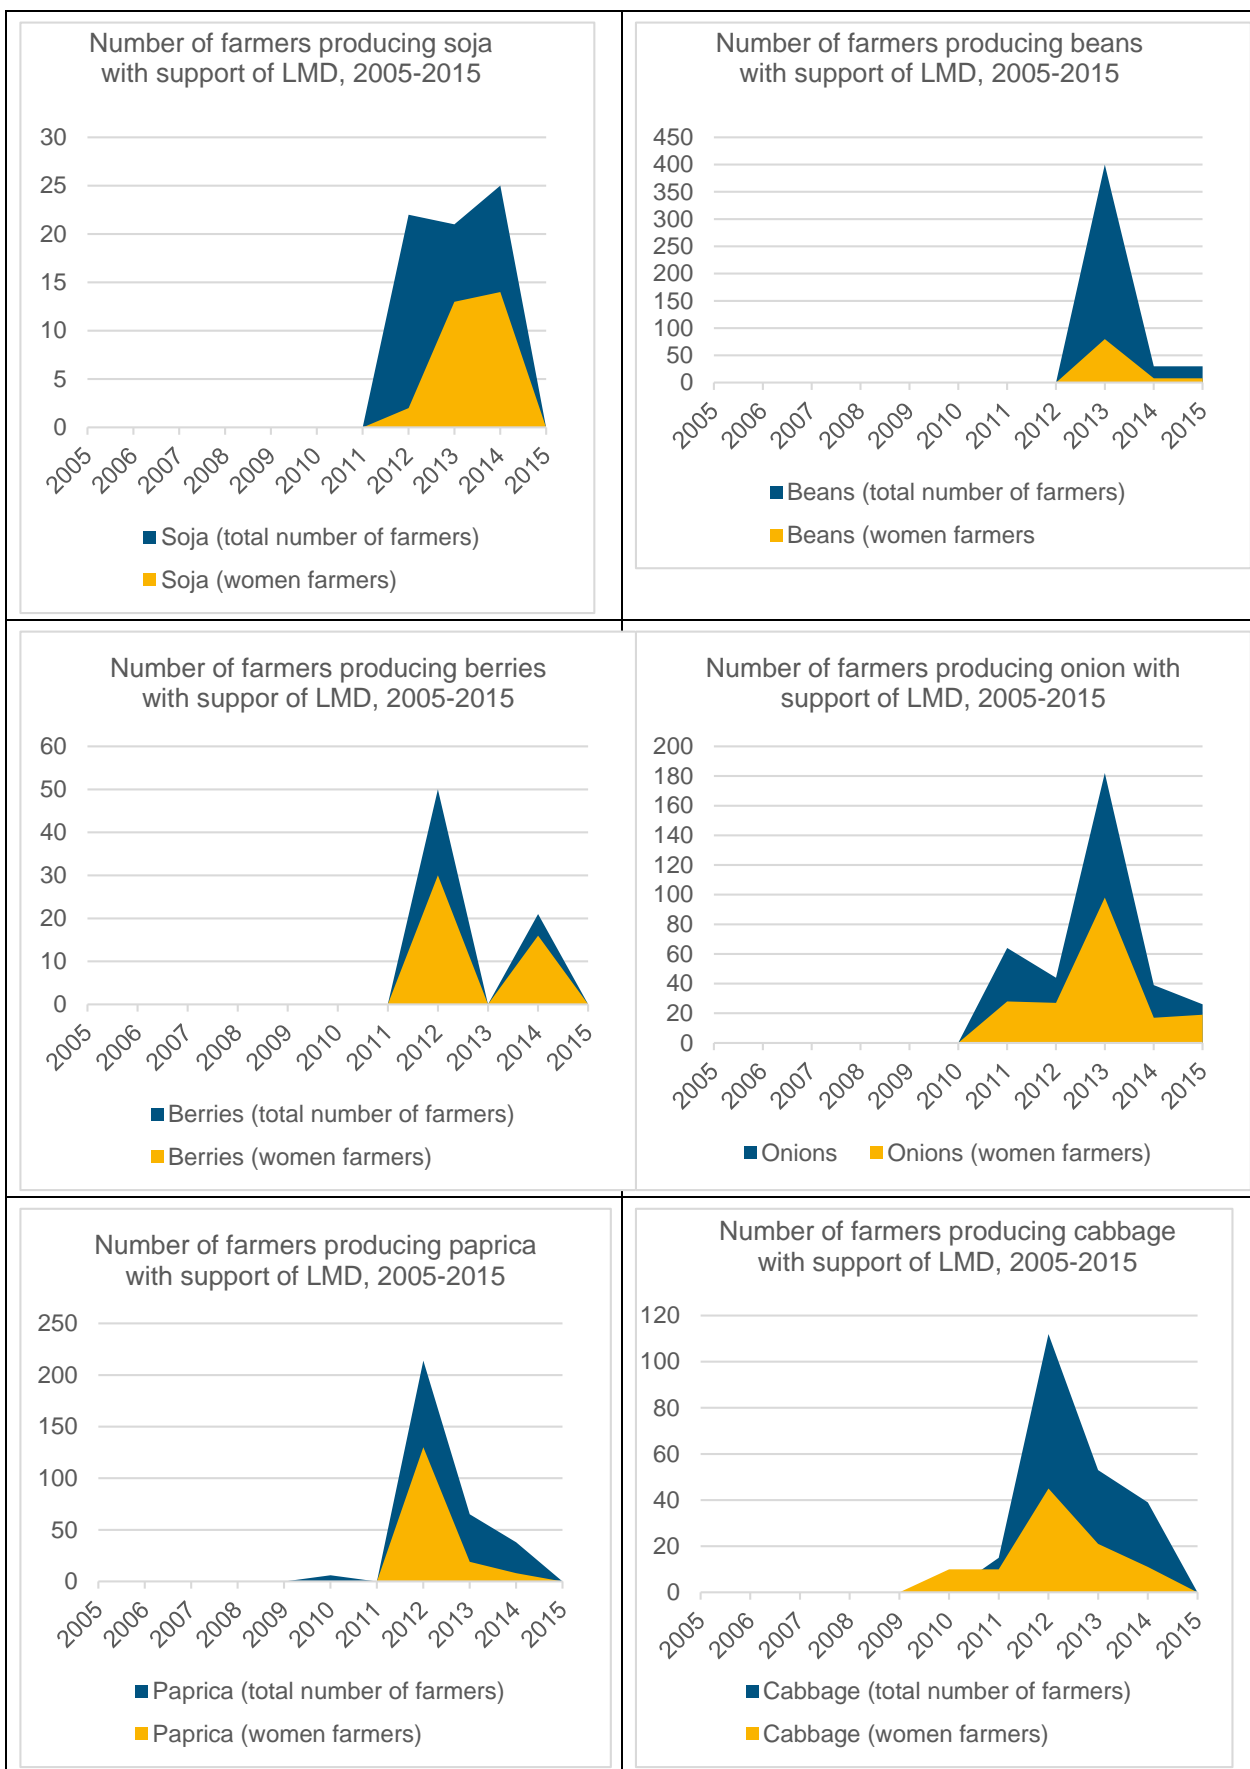 Number of farmers producing soja
with support of LMD, 2005-2015
30
25
20
15
10
5
0
2005 2006 2007 2008 2009 2010 2011 2012 2013 2014 2015
Soja (total number of farmers)
Soja (women farmers)
Number of farmers producing beans
with support of LMD, 2005-2015
450
400
350
300
250
200
150
100
50
0
2005 2006 2007 2008 2009 2010 2011 2012 2013 2014 2015
Beans (total number of farmers)
Beans (women farmers
Number of farmers producing berries
with suppor of LMD, 2005-2015
60
50
40
30
20
10
0
2005 2006 2007 2008 2009 2010 2011 2012 2013 2014 2015
Berries (total number of farmers)
Berries (women farmers)
Number of farmers producing onion with
support of LMD, 2005-2015
200
180
160
140
120
100
80
60
40
20
0
2005 2006 2007 2008 2009 2010 2011 2012 2013 2014 2015
Onions Onions (women farmers)
Number of farmers producing paprica
with support of LMD, 2005-2015
250
200
150
100
50
0
2005 2006 2007 2008 2009 2010 2011 2012 2013 2014 2015
Paprica (total number of farmers)
Paprica (women farmers)
Number of farmers producing cabbage
with support of LMD, 2005-2015
120
100
80
60
40
20
0
2005 2006 2007 2008 2009 2010 2011 2012 2013 2014 2015
Cabbage (total number of farmers)
Cabbage (women farmers)